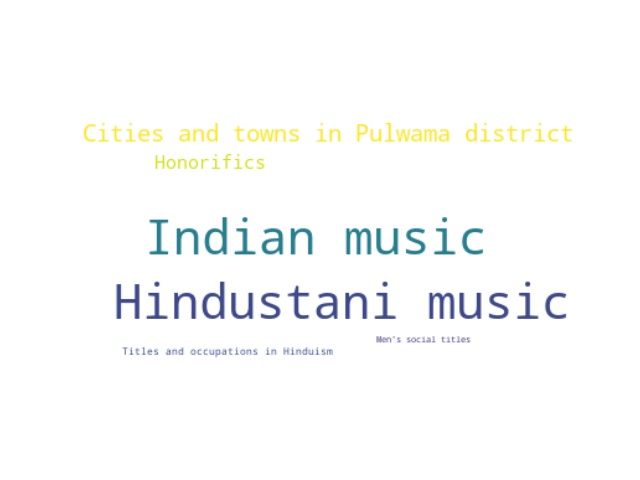 Cities and towns in Pulwama district
Honorifics
Indian music
Hindustani music
Men's social titles
Titles and occupations in Hinduism